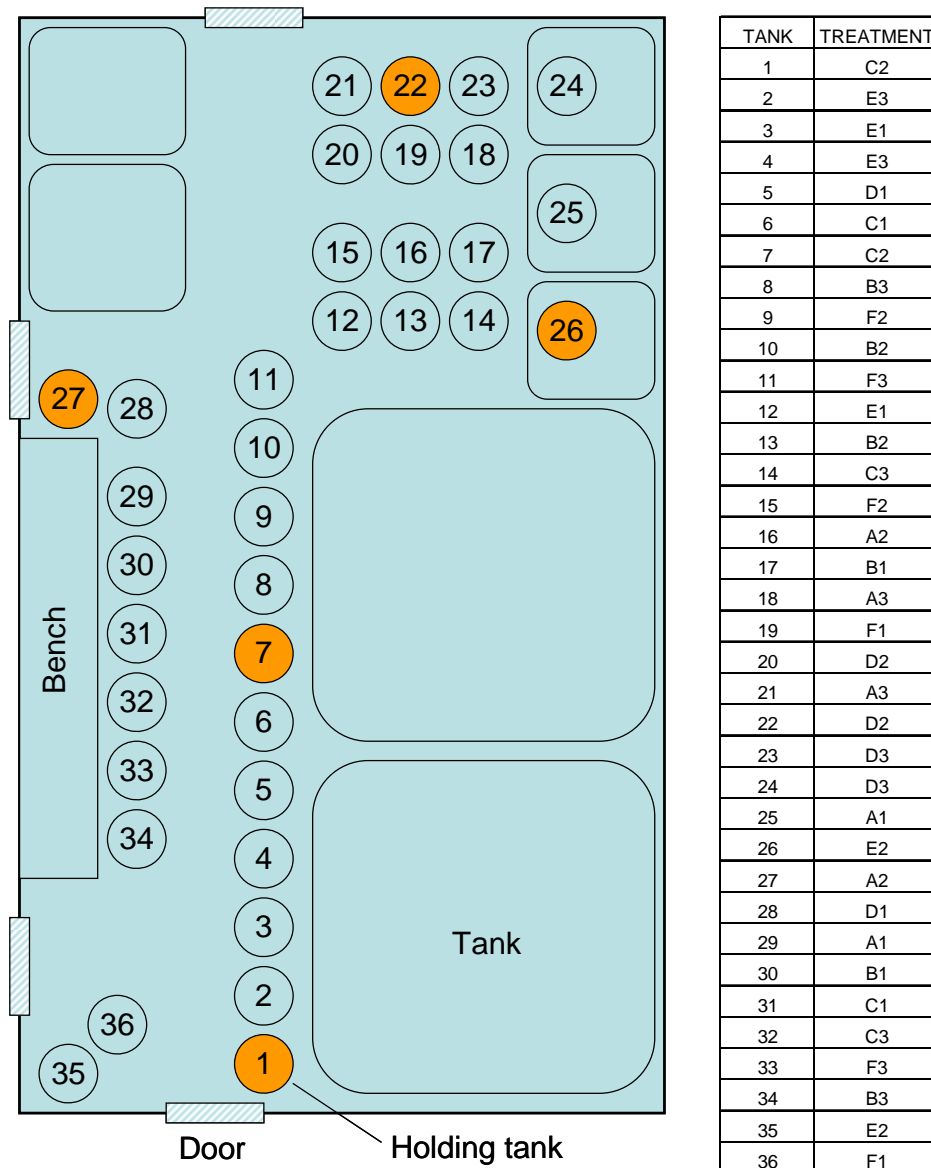 21 22 23 24
20 19 18
25
15 16 17
12 13 14 26
11
27 28
10
29
9
30
8
31
7
32
6
33
5
34
4
3
2
36
35
1
Bench
Tank
Door
Holding tank
TANK TREATMENT
1 C2
2 E3
3 E1
4 E3
5 D1
6 C1
7 C2
8 B3
9 F2
10 B2
11 F3
12 E1
13 B2
14 C3
15 F2
16 A2
17 B1
18 A3
19 F1
20 D2
21 A3
22 D2
23 D3
24 D3
25 A1
26 E2
27 A2
28 D1
29 A1
30 B1
31 C1
32 C3
33 F3
34 B3
35 E2
36 F1